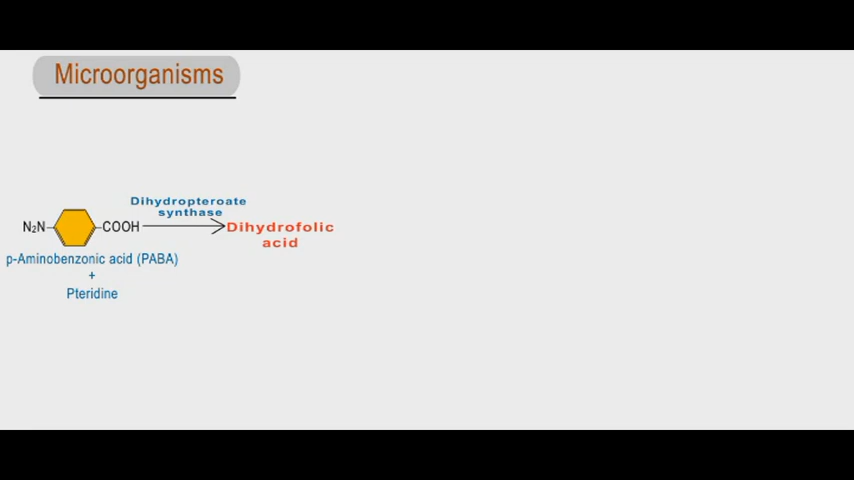 Microorganisms
Dihydropteroate
synthase
N₂N
COOH
Dihydrofolic
acid
p-Aminobenzonic acid (PABA)
+
Pteridine